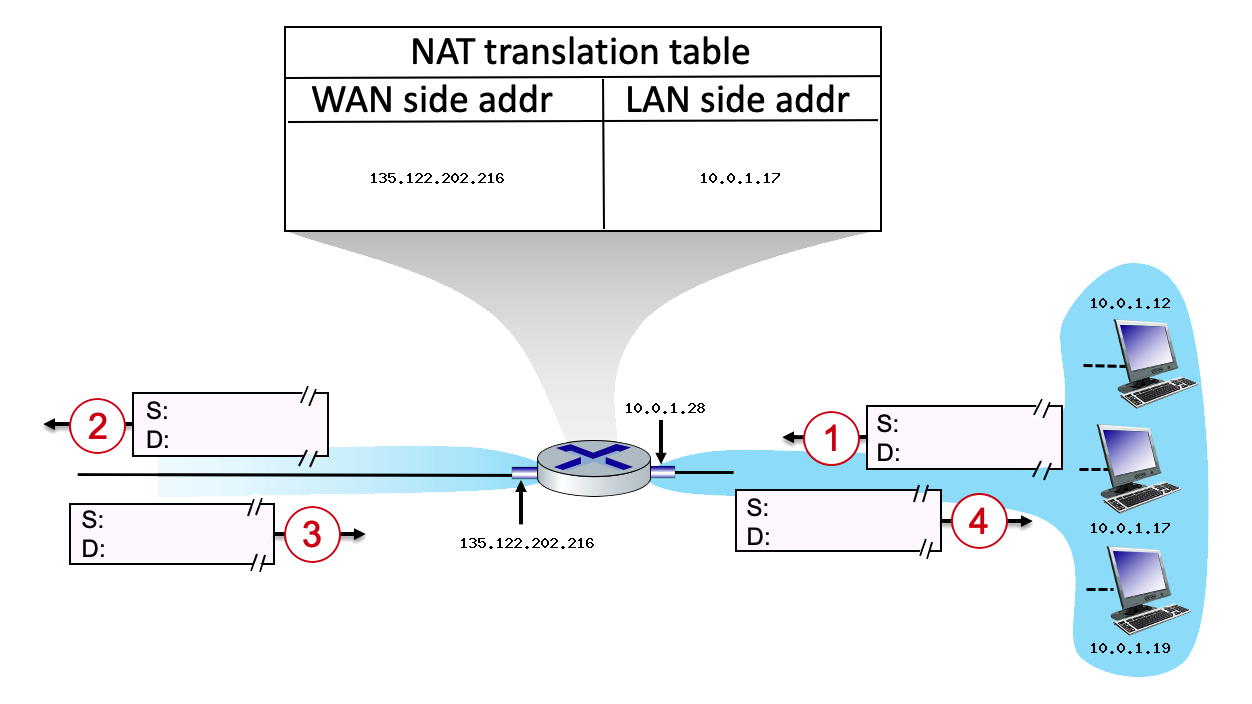 NAT translation table
WAN side addr LAN side addr
135.122.202.216 10.0.1.17
10.0.1.12
2
S:
D:
10.0.1.28
1
S:
D:
3
S:
D:
135.122.202.216
4
S:
D:
10.0.1.17
10.0.1.19